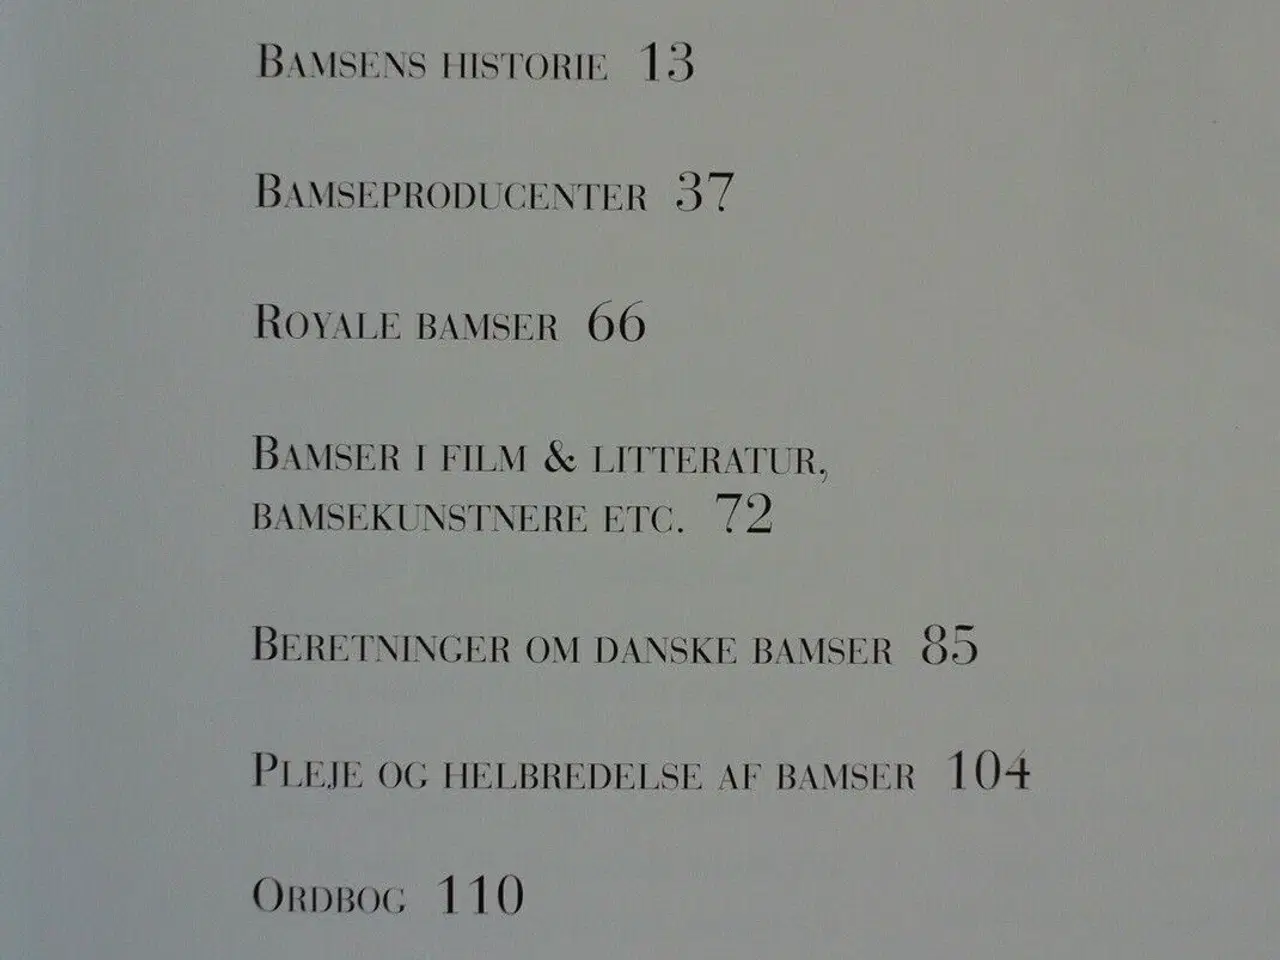 Bamsens historie 13
Bamseproducenter 37
Royale bamser 66
Bamser i film & litteratur,
bamsekunstnere etc. 72
Beretninger om danske bamser 85
Pleje og helbredelse af bamser 104
Ordbog 110